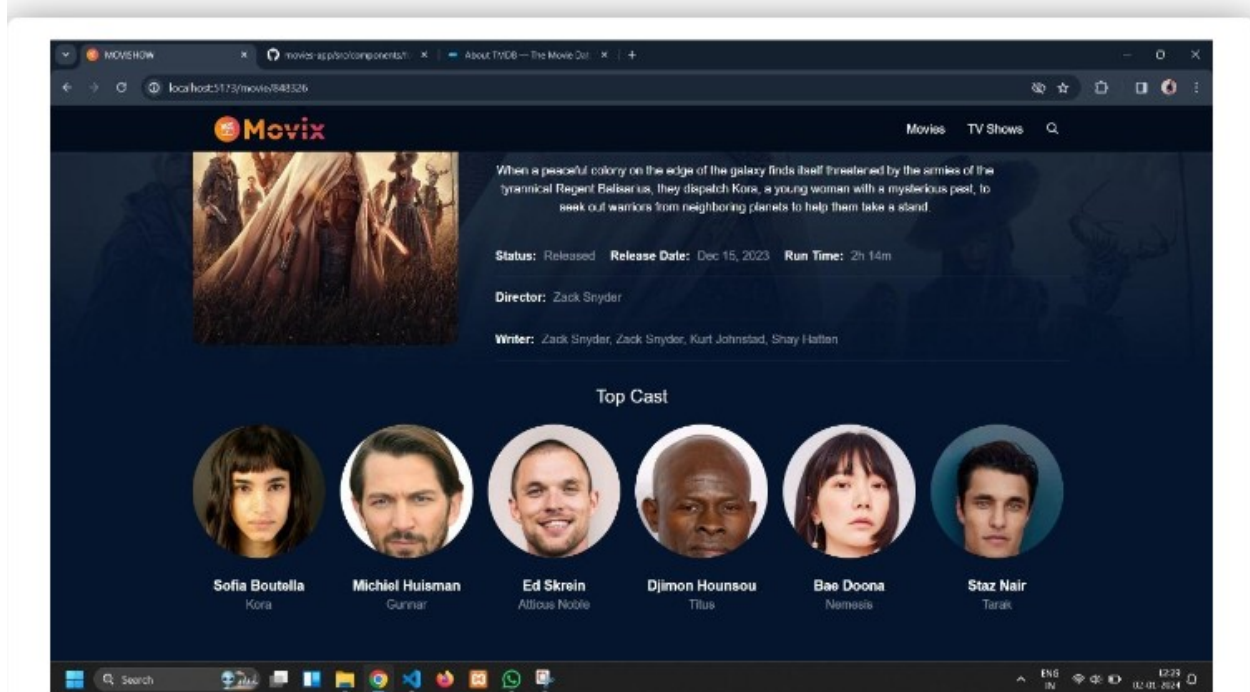 MOVISHOW
movies-app/src/components/h
About TMDB — The Movie Dat
localhost:5173/movie/848326
Movix
Movies TV Shows
When a peaceful colony on the edge of the galaxy finds itself threatened by the armies of the
tyrannical Regent Balisarius, they dispatch Kora, a young woman with a mysterious past, to
seek out warriors from neighboring planets to help them take a stand.
Status: Released Release Date: Dec 15, 2023 Run Time: 2h 14m
Director: Zack Snyder
Writer: Zack Snyder, Zack Snyder, Kurt Johnstad, Shay Hatten
Top Cast
Sofia Boutella Michiel Huisman Ed Skrein Djimon Hounsou Bae Doona Staz Nair
Kora Gunnar Atticus Noble Titus Nemesis Tarak
Search
ENG 12:29
IN 02-01-2024